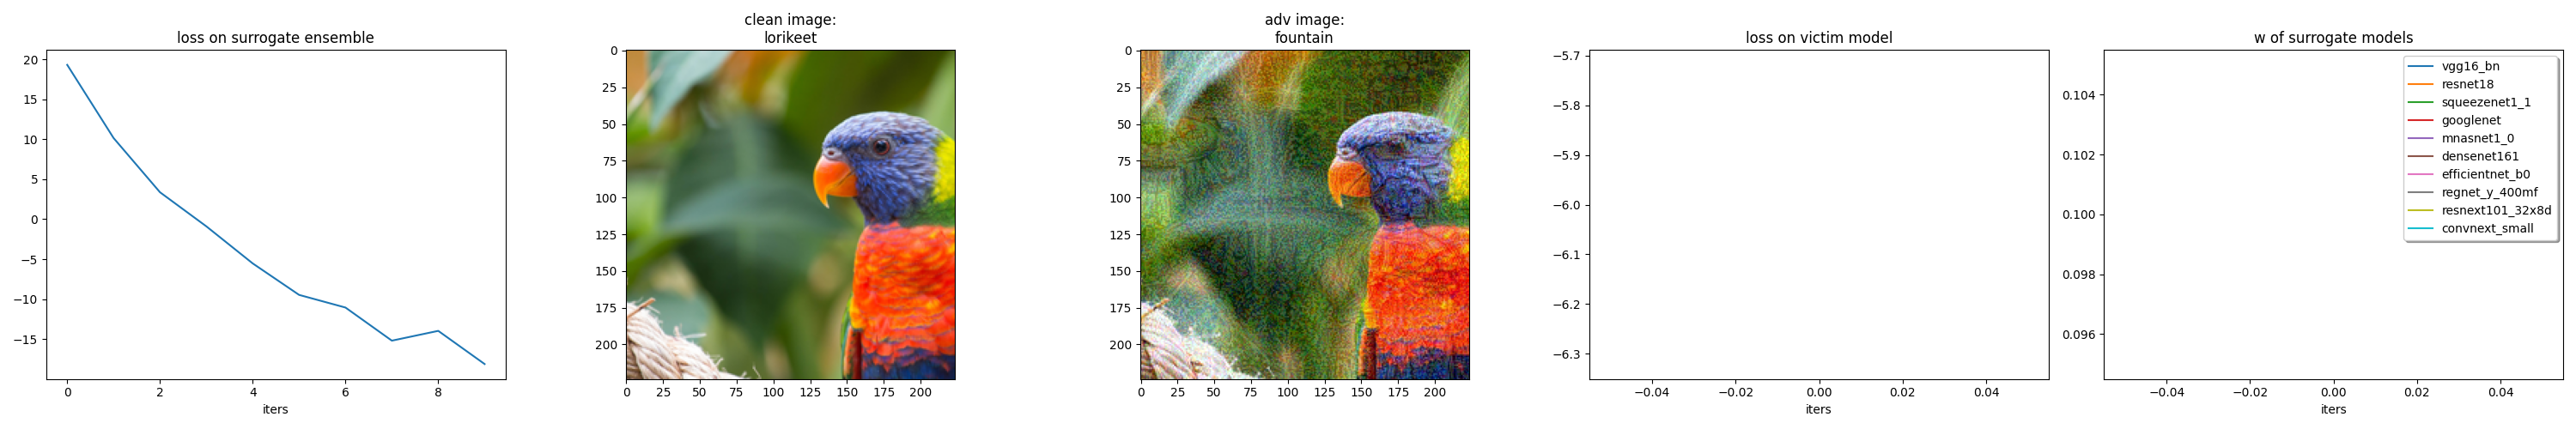 loss on surrogate ensemble
20
15
10
5
0
−5
−10
−15
0 2 4 6 8
iters
clean image:
lorikeet
0
25
50
75
100
125
150
175
200
0 25 50 75 100 125 150 175 200
adv image:
fountain
0
25
50
75
100
125
150
175
200
0 25 50 75 100 125 150 175 200
loss on victim model
−5.7
−5.8
−5.9
−6.0
−6.1
−6.2
−6.3
−0.04 −0.02 0.00 0.02 0.04
iters
w of surrogate models
0.104
0.102
0.100
0.098
0.096
−0.04 −0.02 0.00 0.02 0.04
iters
vgg16_bn
resnet18
squeezenet1_1
googlenet
mnasnet1_0
densenet161
efficientnet_b0
regnet_y_400mf
resnext101_32x8d
convnext_small